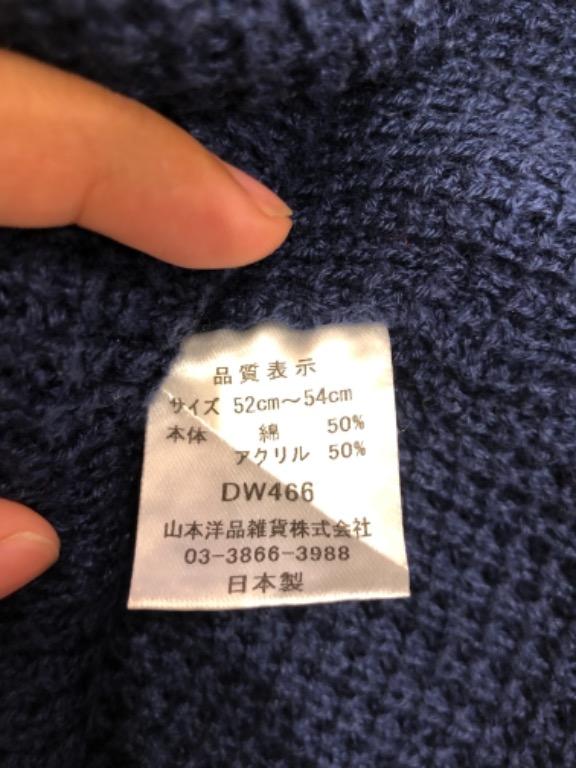 品質表示
サイズ 52cm～54cm
本体 綿 50%
アクリル 50%
DW466
山本洋品雑貨株式会社
03-3866-3988
日本製